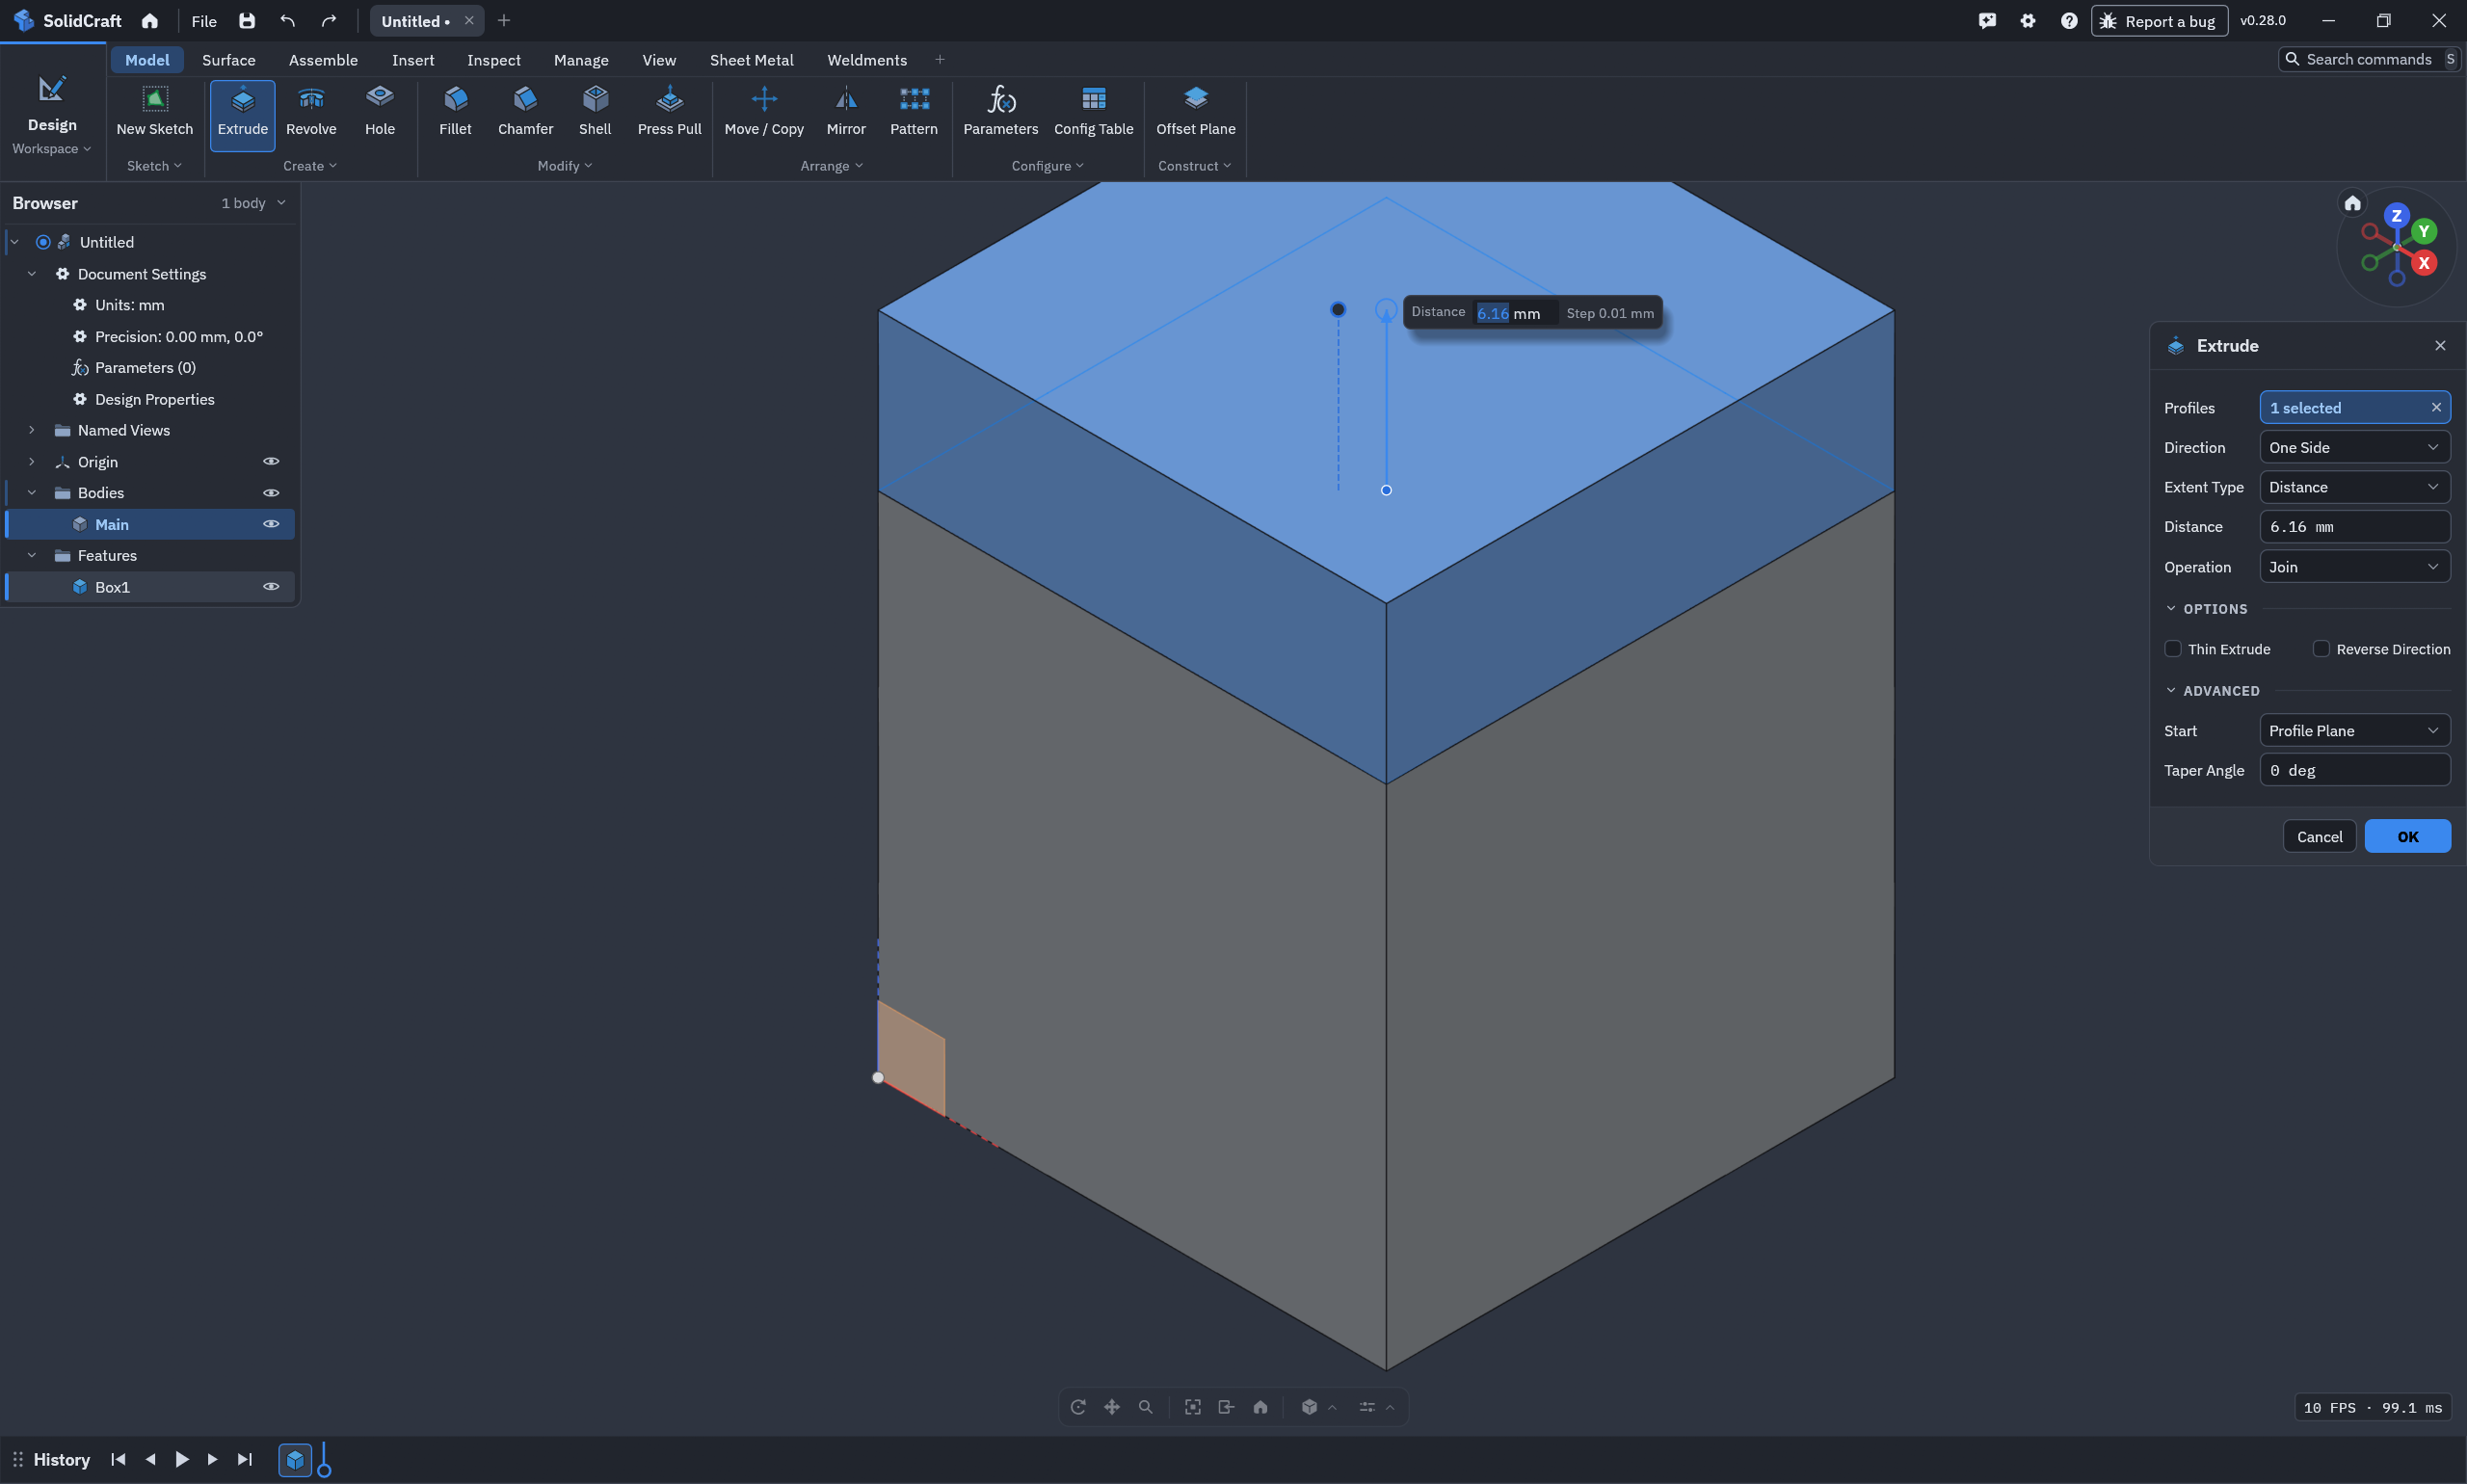 SolidCraft File Untitled • Report a bug v0.28.0
Model Surface Assemble Insert Inspect Manage View Sheet Metal Weldments Search commands S
Design
Workspace
New Sketch Extrude Revolve Hole Fillet Chamfer Shell Press Pull Move / Copy Mirror Pattern Parameters Config Table Offset Plane
Sketch Create Modify Arrange Configure Construct
Browser 1 body
Untitled
Document Settings
Units: mm
Precision: 0.00 mm, 0.0°
Parameters (0)
Design Properties
Named Views
Origin
Bodies
Main
Features
Box1
Distance 6.16 mm Step 0.01 mm
Z
Y
X
Extrude
Profiles 1 selected
Direction One Side
Extent Type Distance
Distance 6.16 mm
Operation Join
OPTIONS
Thin Extrude Reverse Direction
ADVANCED
Start Profile Plane
Taper Angle 0 deg
Cancel OK
10 FPS · 99.1 ms
History